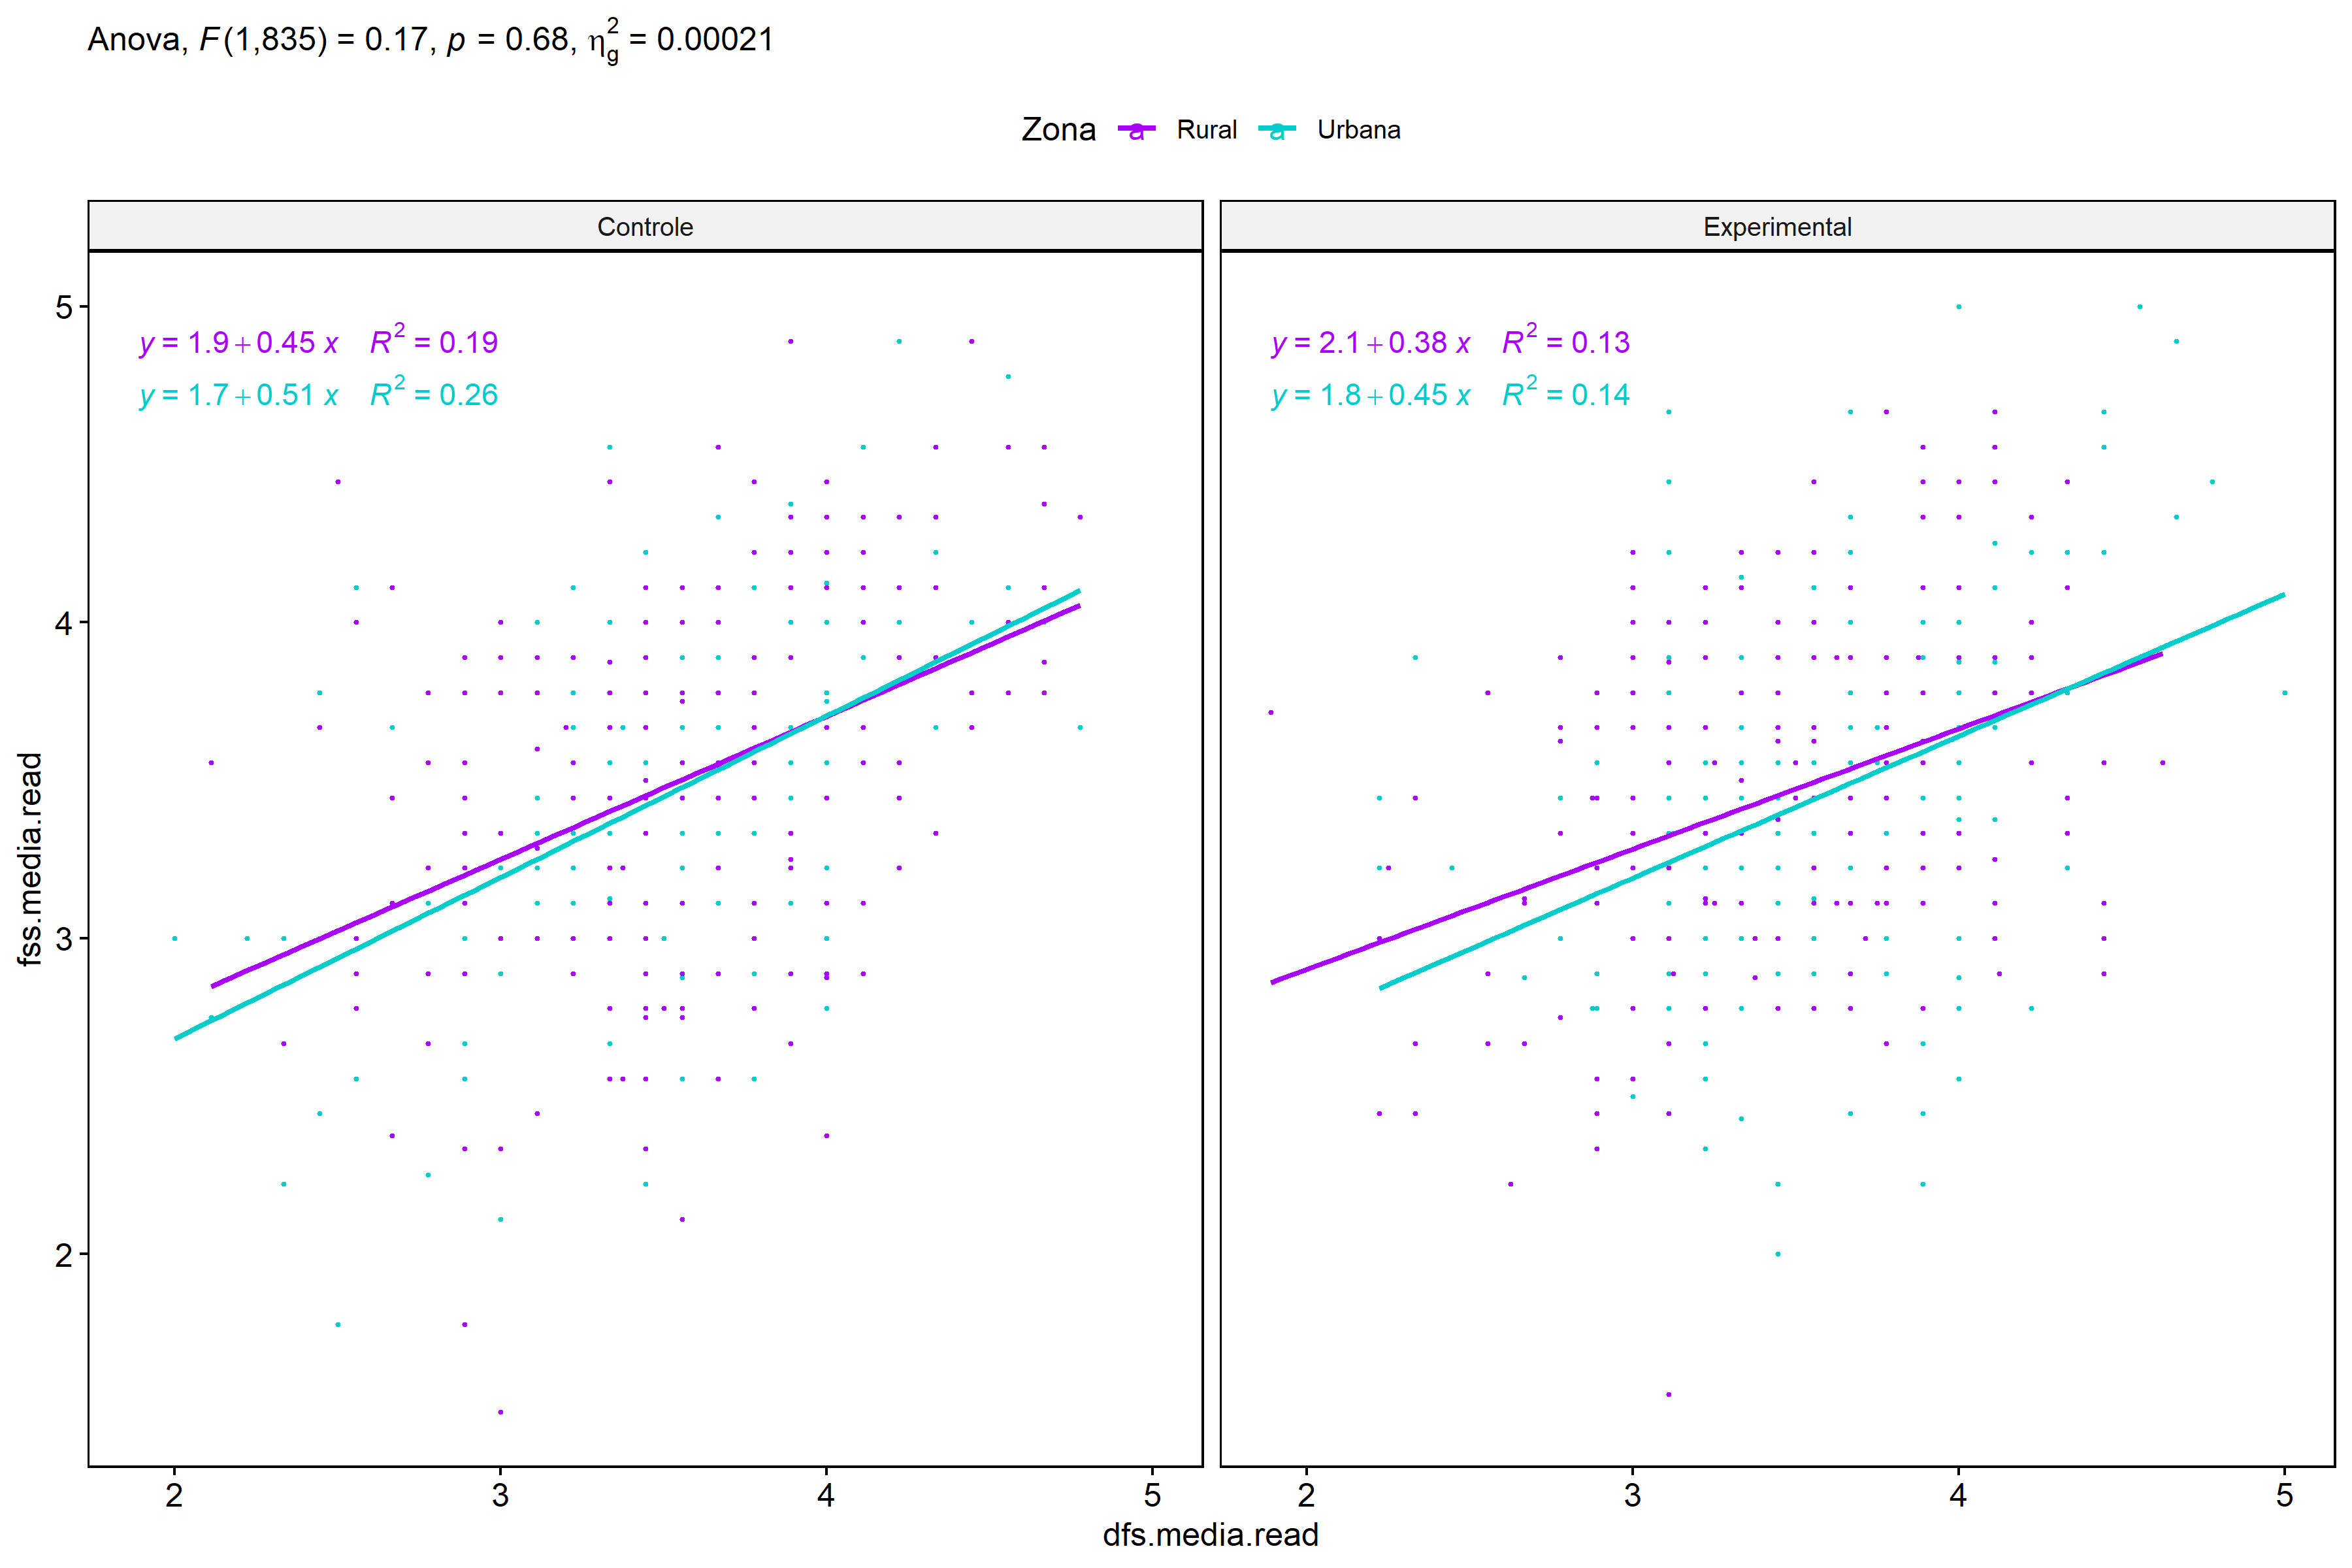 Anova, F(1,835) = 0.17, p = 0.68, η²g = 0.00021
Zona a Rural a Urbana
Controle
Experimental
y = 1.9 + 0.45 x R² = 0.19
y = 1.7 + 0.51 x R² = 0.26
y = 2.1 + 0.38 x R² = 0.13
y = 1.8 + 0.45 x R² = 0.14
5
4
3
2
fss.media.read
2 3 4 5
2 3 4 5
dfs.media.read